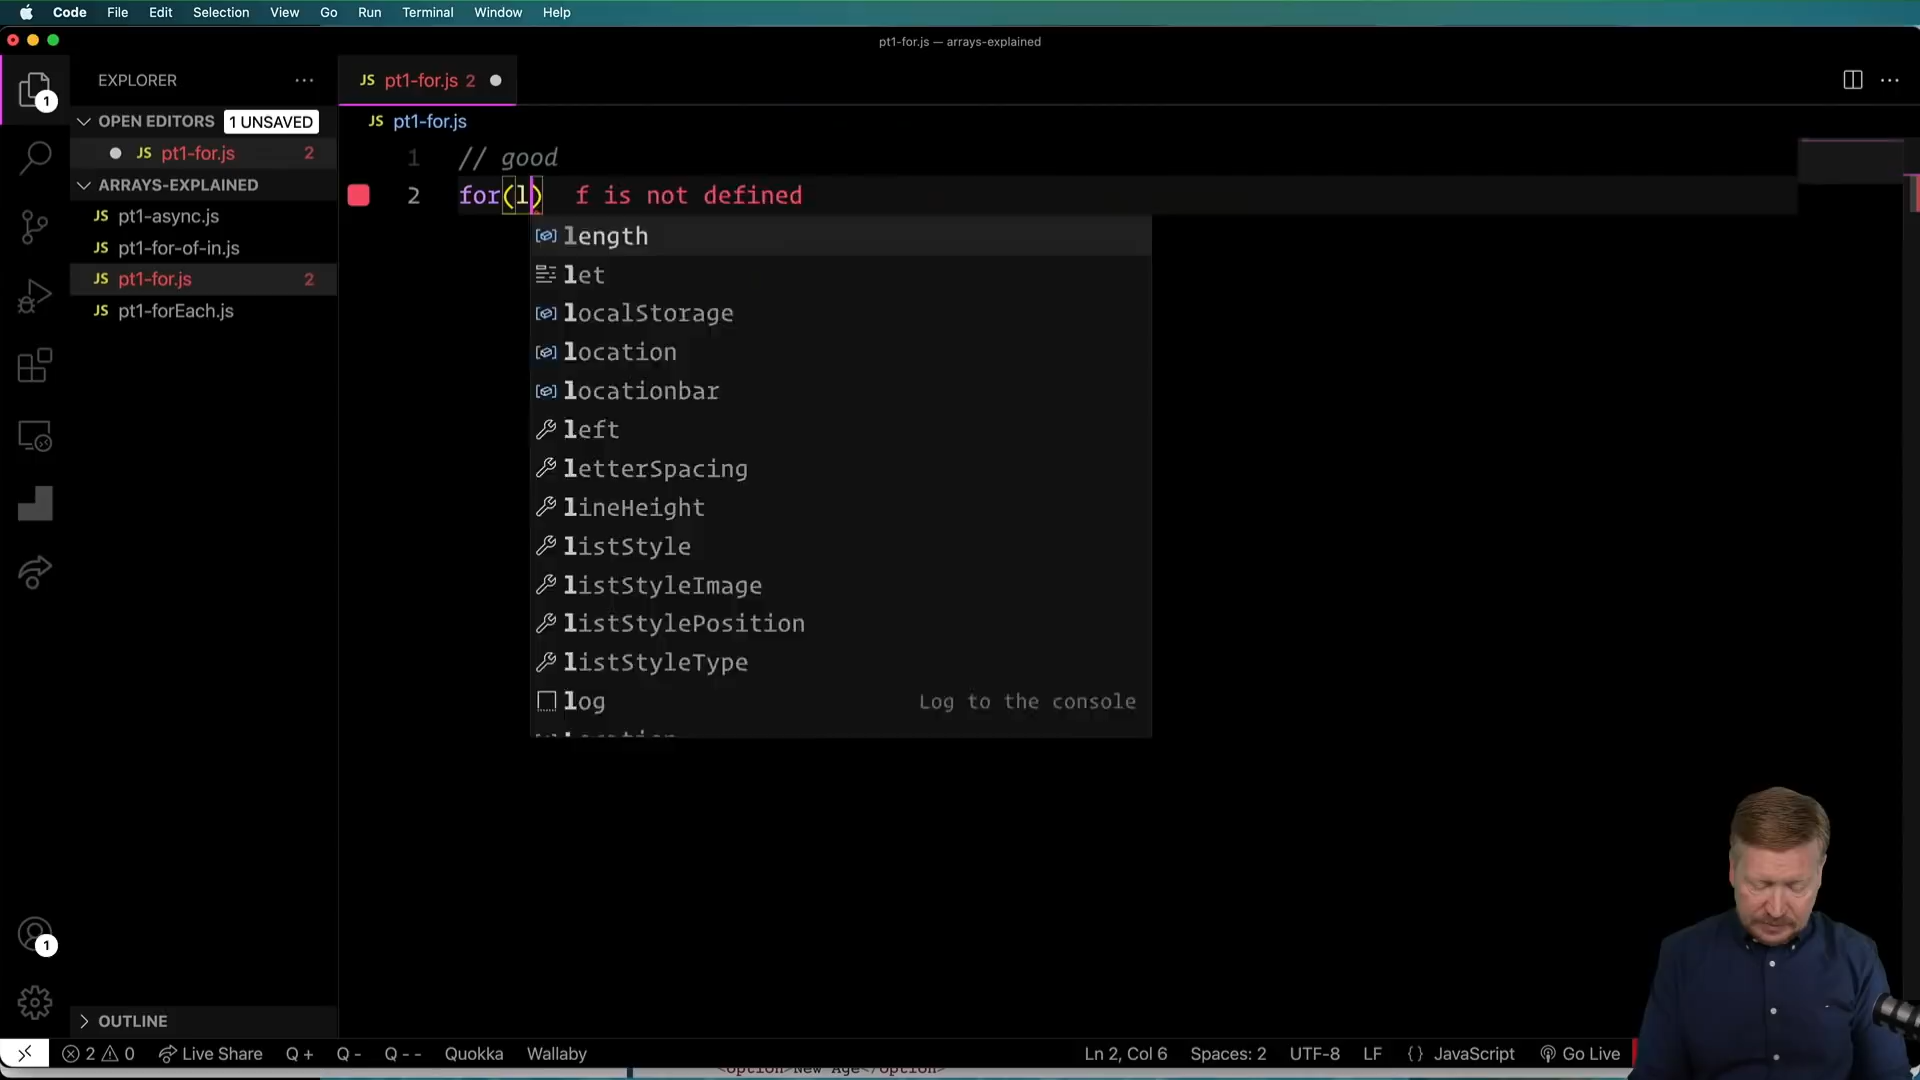 Code File Edit Selection View Go Run Terminal Window Help
pt1-for.js — arrays-explained
EXPLORER
JS pt1-for.js 2
OPEN EDITORS 1 UNSAVED
JS pt1-for.js
JS pt1-for.js 2
1 // good
ARRAYS-EXPLAINED
2 for(l) f is not defined
JS pt1-async.js
JS pt1-for-of-in.js
JS pt1-for.js 2
JS pt1-forEach.js
length
let
localStorage
location
locationbar
left
letterSpacing
lineHeight
listStyle
listStyleImage
listStylePosition
listStyleType
log Log to the console
1
1
OUTLINE
2 0 Live Share Q + Q - Q - - Quokka Wallaby Ln 2, Col 6 Spaces: 2 UTF-8 LF {} JavaScript Go Live